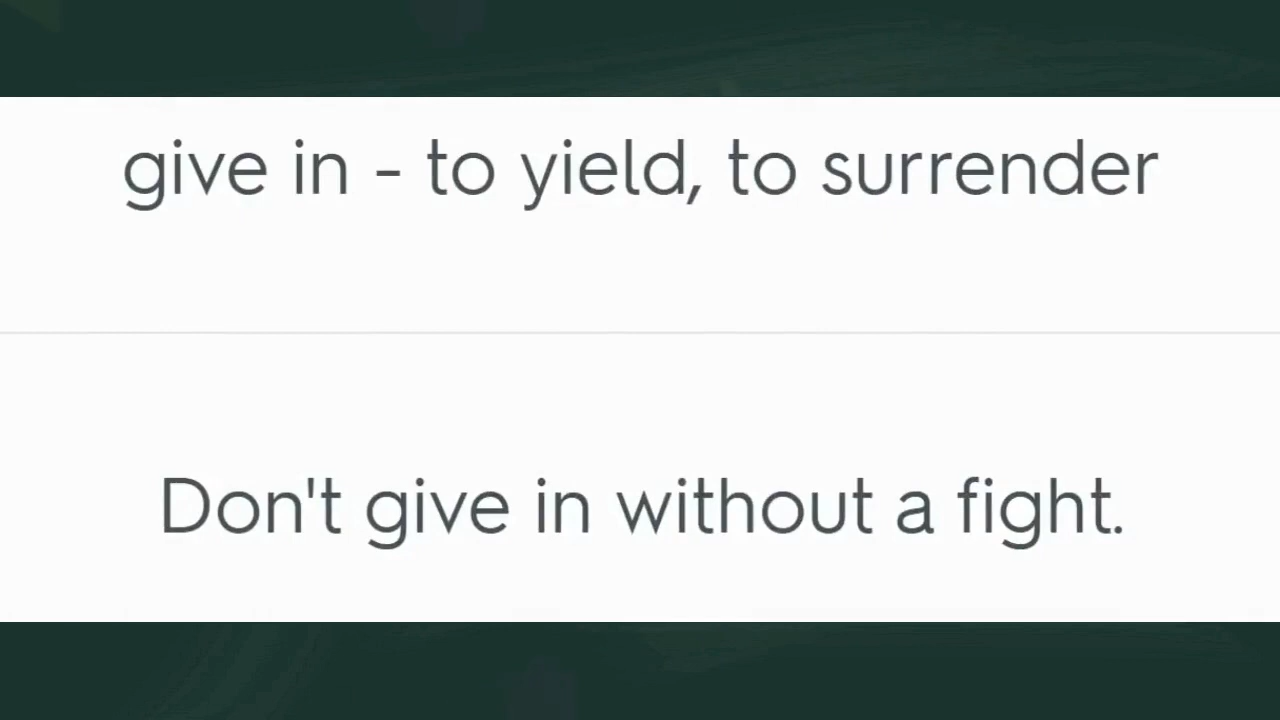 give in - to yield, to surrender
Don't give in without a fight.